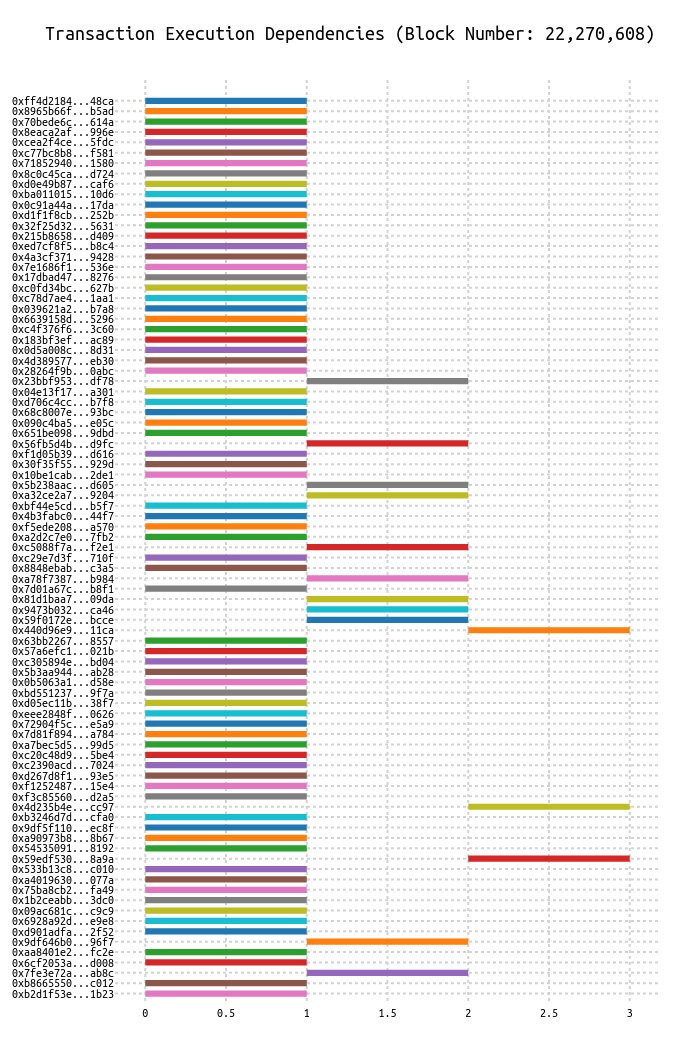 Transaction Execution Dependencies (Block Number: 22,270,608)
0xff4d2184...48ca
0x8965b66f...b5ad
0x70bede6c...614a
0x8eaca2af...996e
0xcea2f4ce...5fdc
0xc77bc8b8...f581
0x71852940...1580
0x8c0c45ca...d724
0xd0e49b87...caf6
0xba011015...10d6
0x0c91a44a...17da
0xd1f1f8cb...252b
0x32f25d32...5631
0x215b8658...d409
0xed7cf8f5...b8c4
0x4a3cf371...9428
0x7e1686f1...536e
0x17dbad47...8276
0xc0fd34bc...627b
0xc78d7ae4...1aa1
0x039621a2...b7a8
0x6639158d...5296
0xc4f376f6...3c60
0x183bf3ef...ac89
0x0d5a008c...8d31
0x4d389577...eb30
0x28264f9b...0abc
0x23bbf953...df78
0x04e13f17...a301
0xd706c4cc...b7f8
0x68c8007e...93bc
0x090c4ba5...e05c
0x651be098...9dbd
0x56fb5d4b...d9fc
0xf1d05b39...d616
0x30f35f55...929d
0x10be1cab...2de1
0x5b238aac...d605
0xa32ce2a7...9204
0xbf44e5cd...b5f7
0x4b3fabc0...44f7
0xf5ede208...a570
0xa2d2c7e0...7fb2
0xc5088f7a...f2e1
0xc29e7d3f...710f
0x8848ebab...c3a5
0xa78f7387...b984
0x7d01a67c...b8f1
0x81d1baa7...09da
0x9473b032...ca46
0x59f0172e...bcce
0x440d96e9...11ca
0x63bb2267...8557
0x57a6efc1...021b
0xc305894e...bd04
0x5b3aa944...ab28
0x0b5063a1...d58e
0xbd551237...9f7a
0xd05ec11b...38f7
0xeee2848f...0626
0x72904f5c...e5a9
0x7d81f894...a784
0xa7bec5d5...99d5
0xc20c48d9...5be4
0xc2390acd...7024
0xd267d8f1...93e5
0xf1252487...15e4
0xf3c85560...d2a5
0x4d235b4e...cc97
0xb3246d7d...cfa0
0x9df5f110...ec8f
0xa90973b8...8b67
0x54535091...8192
0x59edf530...8a9a
0x533b13c8...c010
0xa4019630...077a
0x75ba8cb2...fa49
0x1b2ceabb...3dc0
0x09ac681c...c9c9
0x6928a92d...e9e8
0xd901adfa...2f52
0x9df646b0...96f7
0xaa8401e2...fc2e
0x6cf2053a...d008
0x7fe3e72a...ab8c
0xb8665550...c012
0xb2d1f53e...1b23
0 0.5 1 1.5 2 2.5 3